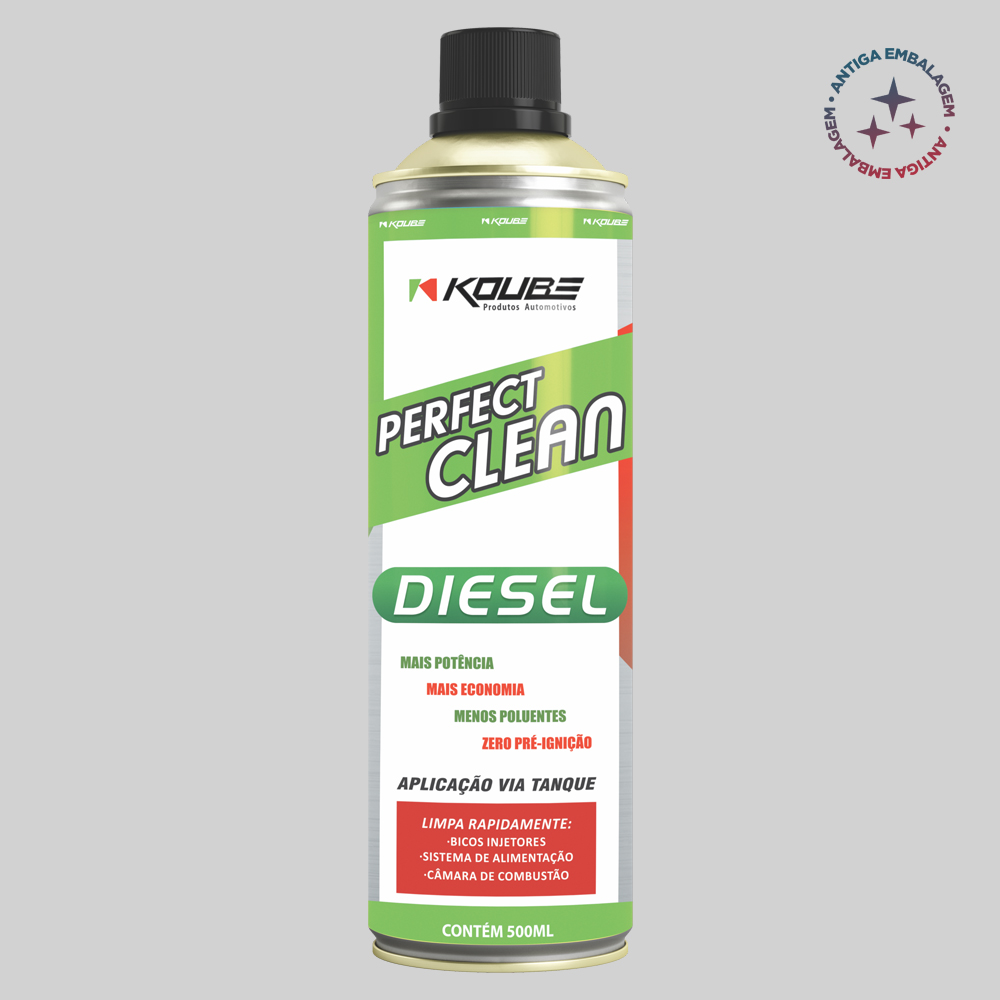 • ANTIGA EMBALAGEM • ANTIGA EMBALAGEM
KOUBE KOUBE KOUBE
KOUBE
Produtos Automotivos
PERFECT
CLEAN
DIESEL
MAIS POTÊNCIA
MAIS ECONOMIA
MENOS POLUENTES
ZERO PRÉ-IGNIÇÃO
APLICAÇÃO VIA TANQUE
LIMPA RAPIDAMENTE:
·BICOS INJETORES
·SISTEMA DE ALIMENTAÇÃO
·CÂMARA DE COMBUSTÃO
CONTÉM 500ML